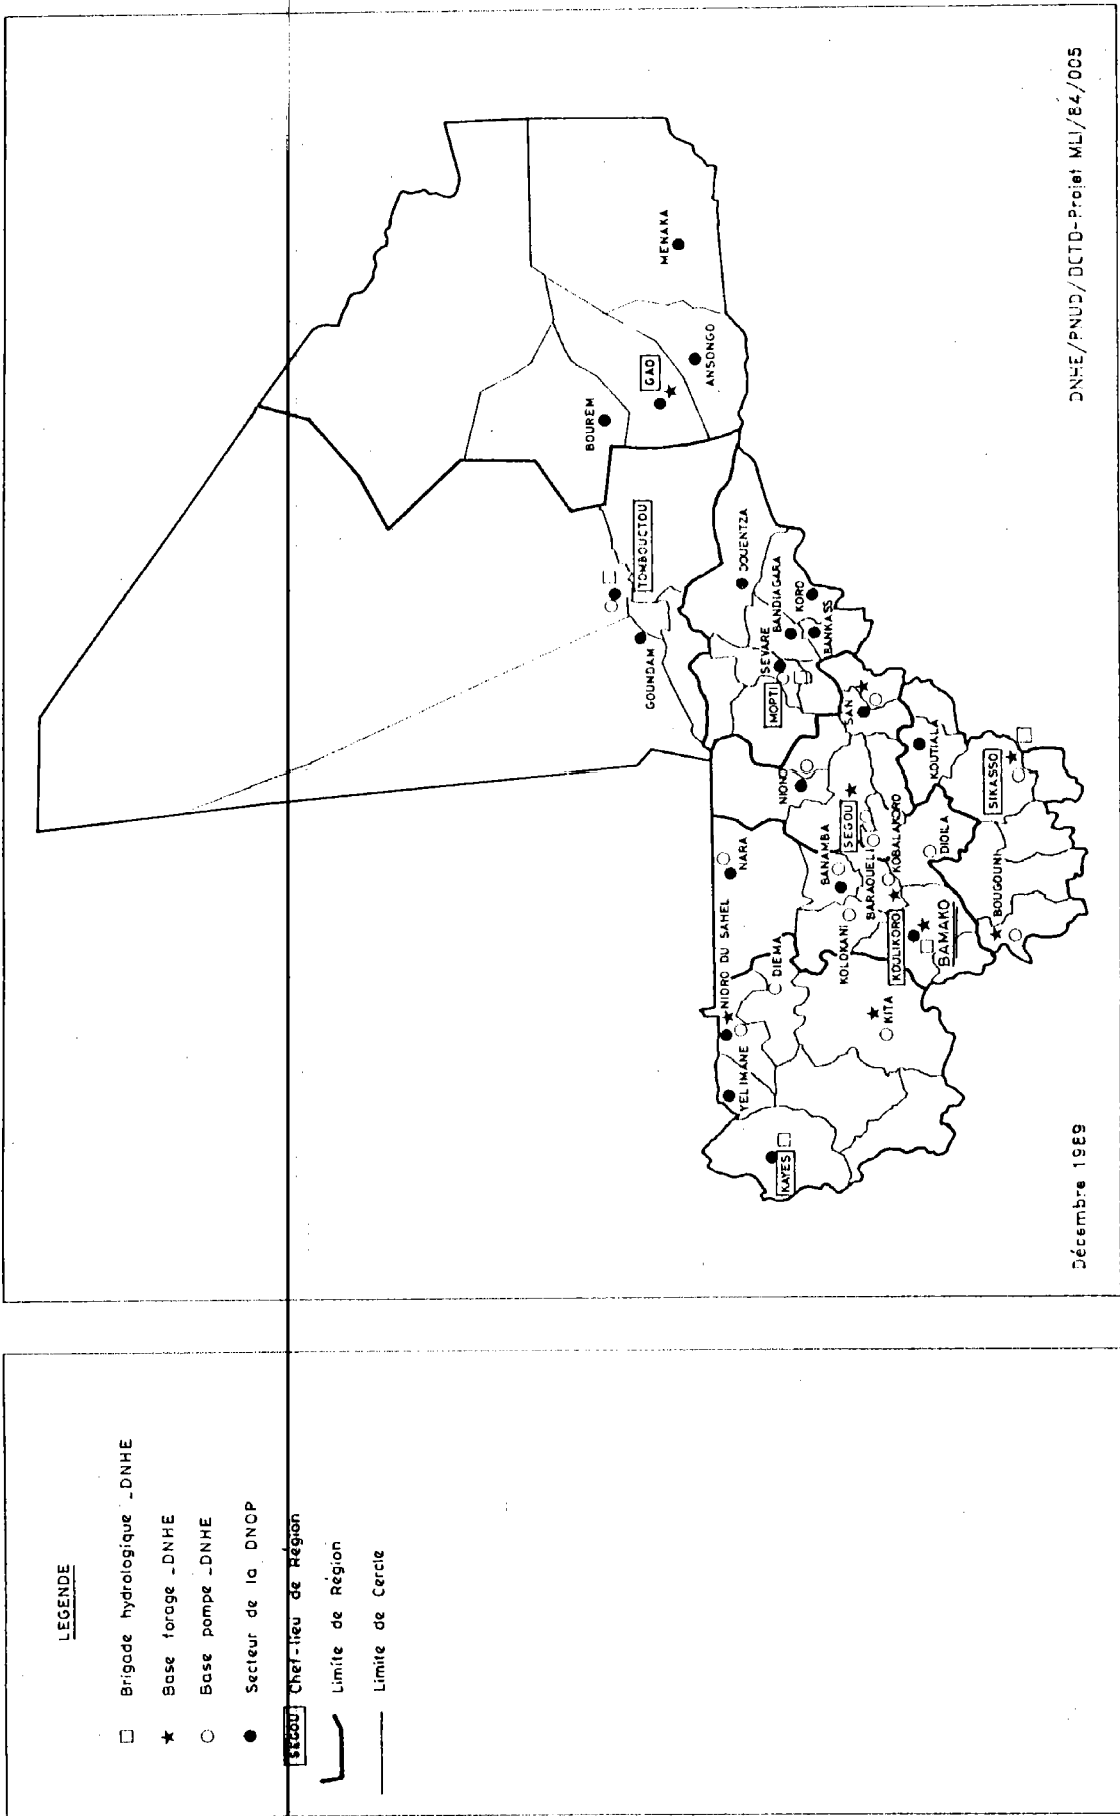 LEGENDE
Brigade hydrologique _DNHE
Base forage _DNHE
Base pompe _DNHE
Secteur de la DNOP
SEGOU Chef-lieu de Région
Limite de Région
Limite de Cercle
TOMBOUCTOU
GOUNDAM
BOUREM
GAO
MENAKA
ANSONGO
DOUENTZA
BANDIAGARA
KORO
BANKASS
SEVARE
MOPTI
SAN
NIONO
SEGOU
KOUTIALA
SIKASSO
NARA
BANAMBA
BARAOUELI
KOBALAKORO
DIOILA
BOUGOUNI
KOLOKANI
KOULIKORO
BAMAKO
NIORO DU SAHEL
DIEMA
YELIMANE
KITA
KAYES
Décembre 1989
DNHE/PNUD/DCTD-Projet MLI/84/005